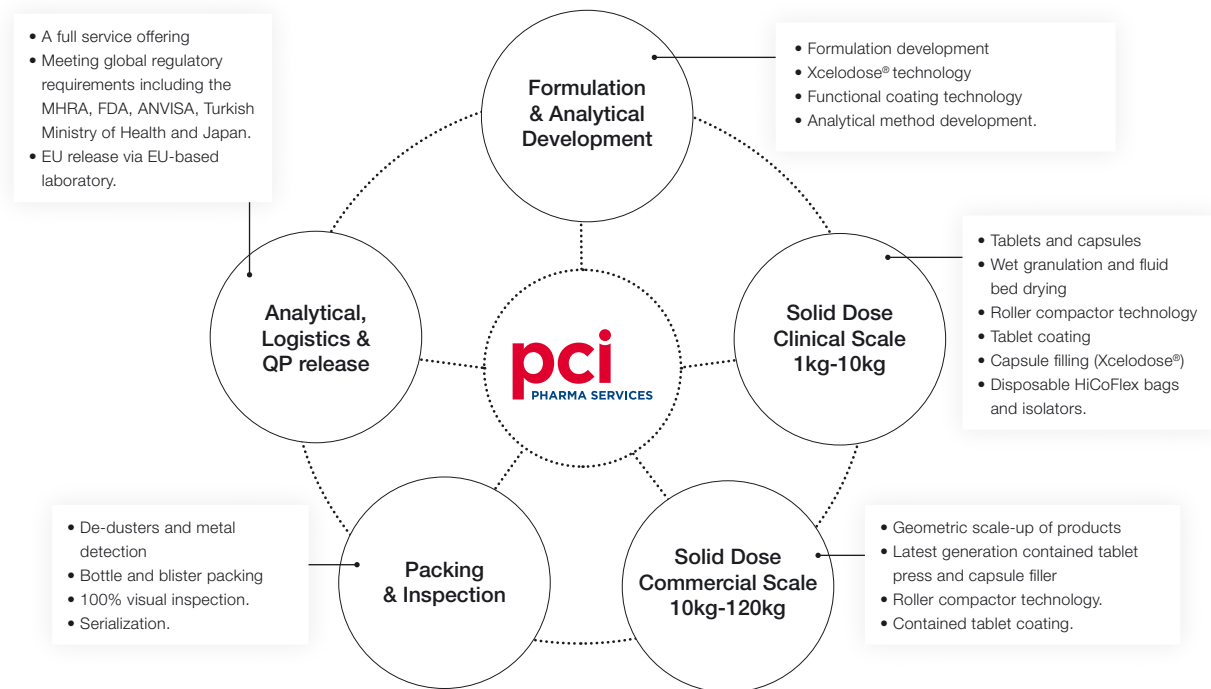 • A full service offering
• Meeting global regulatory
requirements including the
MHRA, FDA, ANVISA, Turkish
Ministry of Health and Japan.
• EU release via EU-based
laboratory.
Formulation
& Analytical
Development
• Formulation development
• Xcelodose® technology
• Functional coating technology
• Analytical method development.
Analytical,
Logistics &
QP release
pci
PHARMA SERVICES
Solid Dose
Clinical Scale
1kg-10kg
• Tablets and capsules
• Wet granulation and fluid
bed drying
• Roller compactor technology
• Tablet coating
• Capsule filling (Xcelodose®)
• Disposable HiCoFlex bags
and isolators.
• De-dusters and metal
detection
• Bottle and blister packing
• 100% visual inspection.
• Serialization.
Packing
& Inspection
Solid Dose
Commercial Scale
10kg-120kg
• Geometric scale-up of products
• Latest generation contained tablet
press and capsule filler
• Roller compactor technology.
• Contained tablet coating.